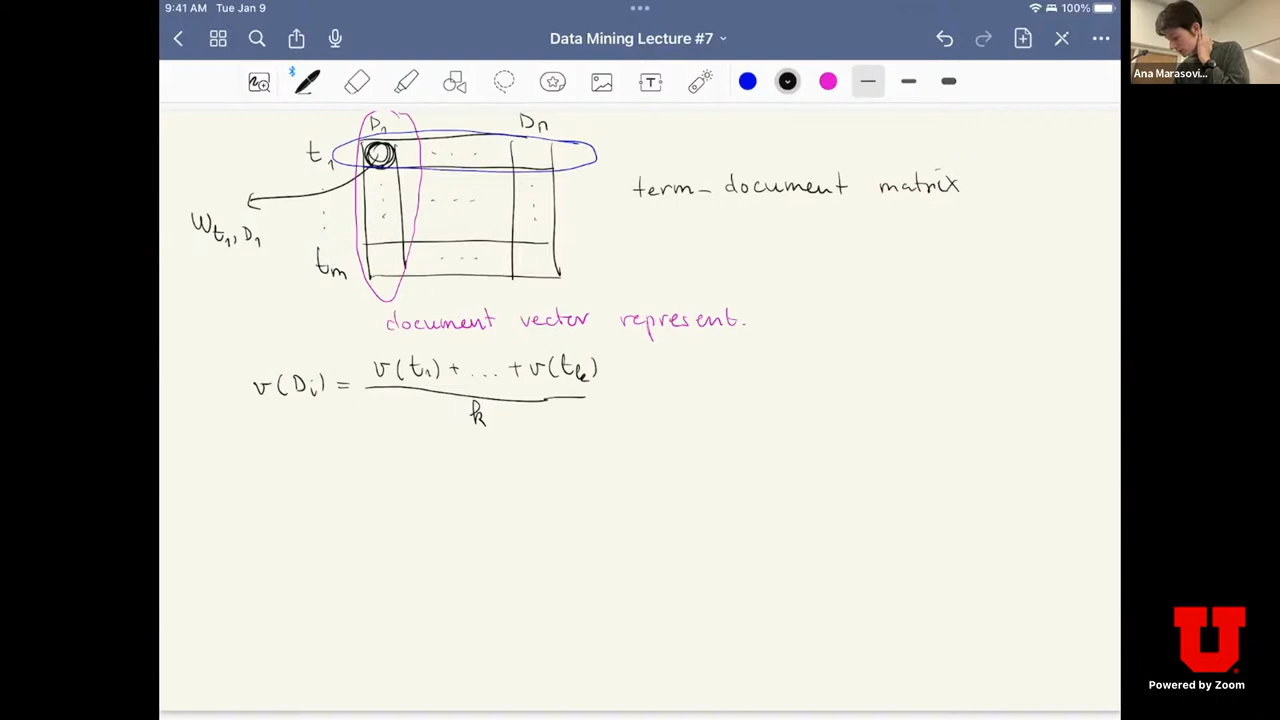 9:41 AM Tue Jan 9
100%
Data Mining Lecture #7
Ana Marasovi...
D1 Dn
t1 . . .
term-document matrix
. . .
Wt1,D1
tm . . .
document vector represent.
v(Di) = v(t1) + ... + v(tk)
k
U
Powered by Zoom